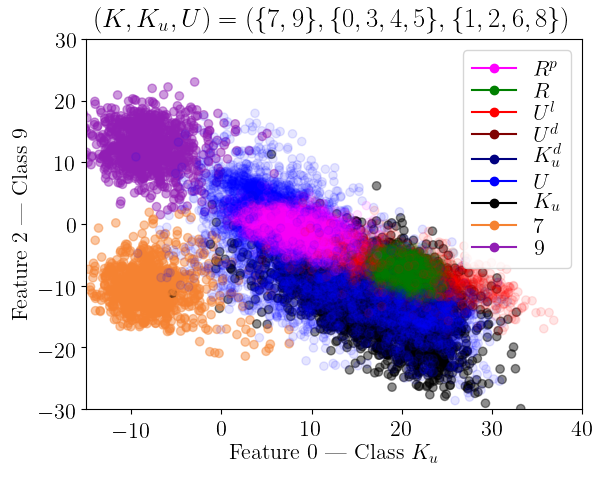 (K, K_u, U) = ({7, 9}, {0, 3, 4, 5}, {1, 2, 6, 8})
30
20
10
0
−10
−20
−30
Feature 2 — Class 9
R^p
R
U^l
U^d
K_u^d
U
K_u
7
9
−10
0
10
20
30
40
Feature 0 — Class K_u